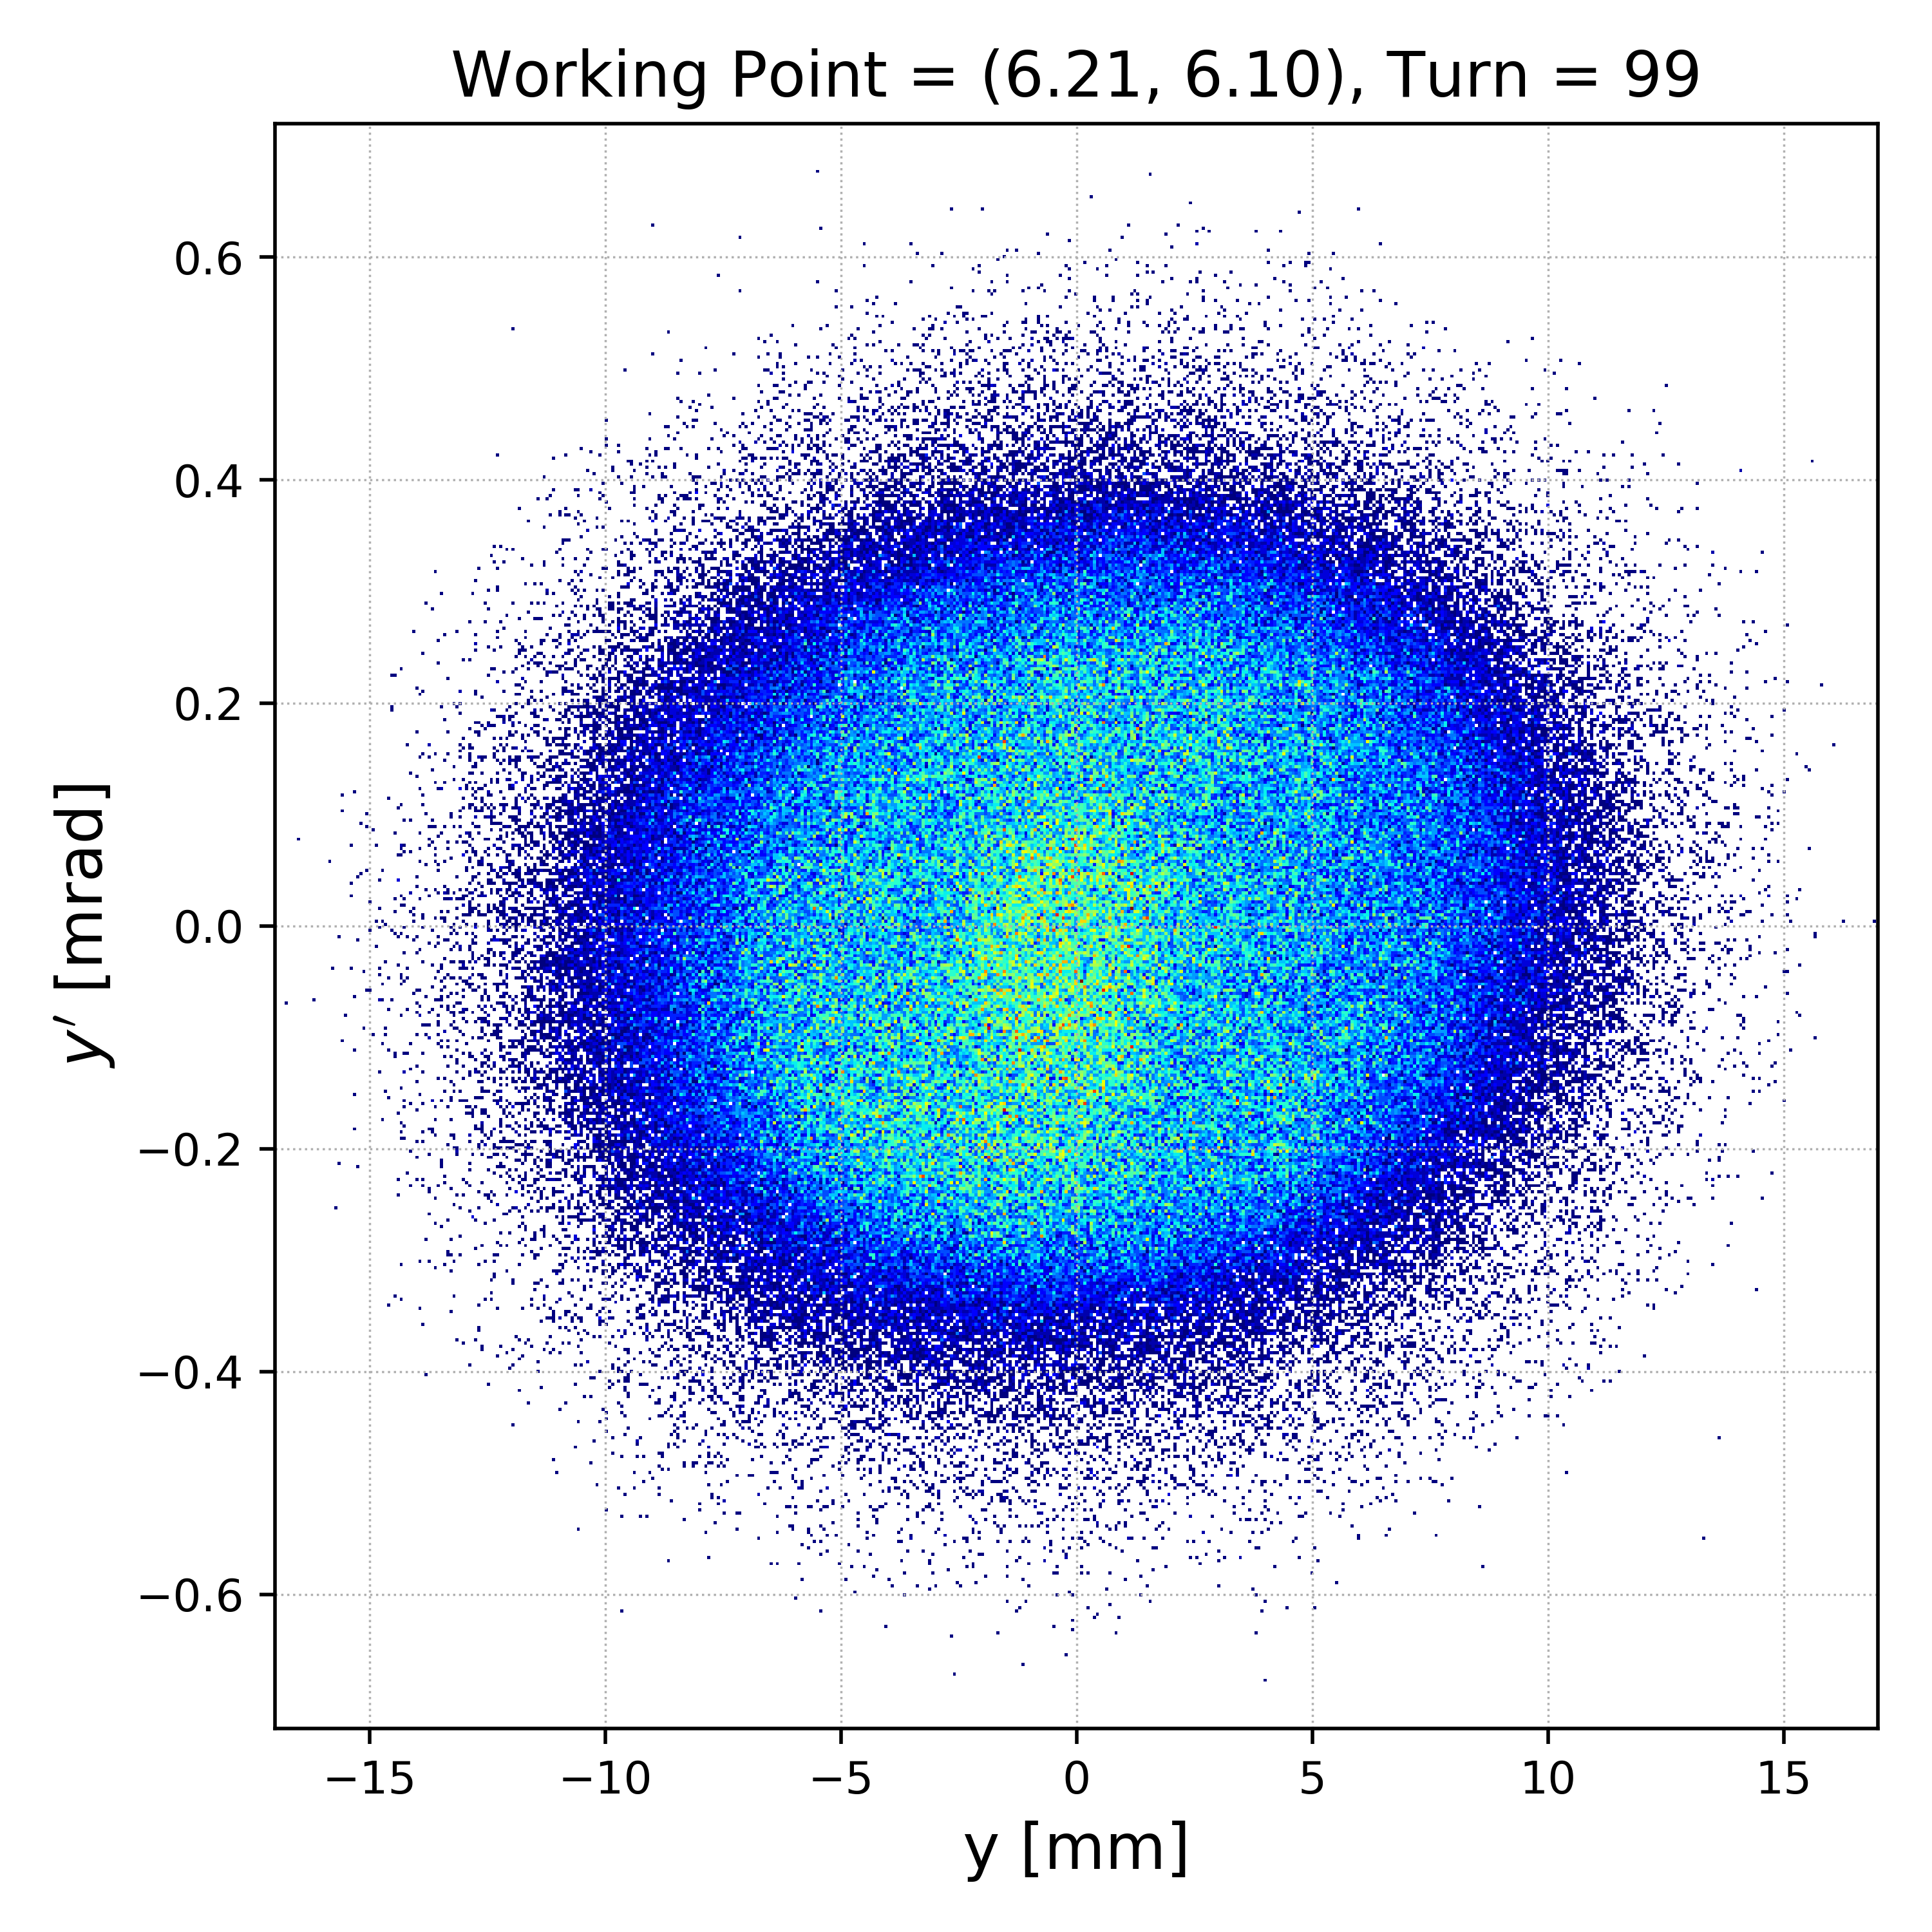 Working Point = (6.21, 6.10), Turn = 99
0.6
0.4
0.2
0.0
−0.2
−0.4
−0.6
y′ [mrad]
−15 −10 −5 0 5 10 15
y [mm]